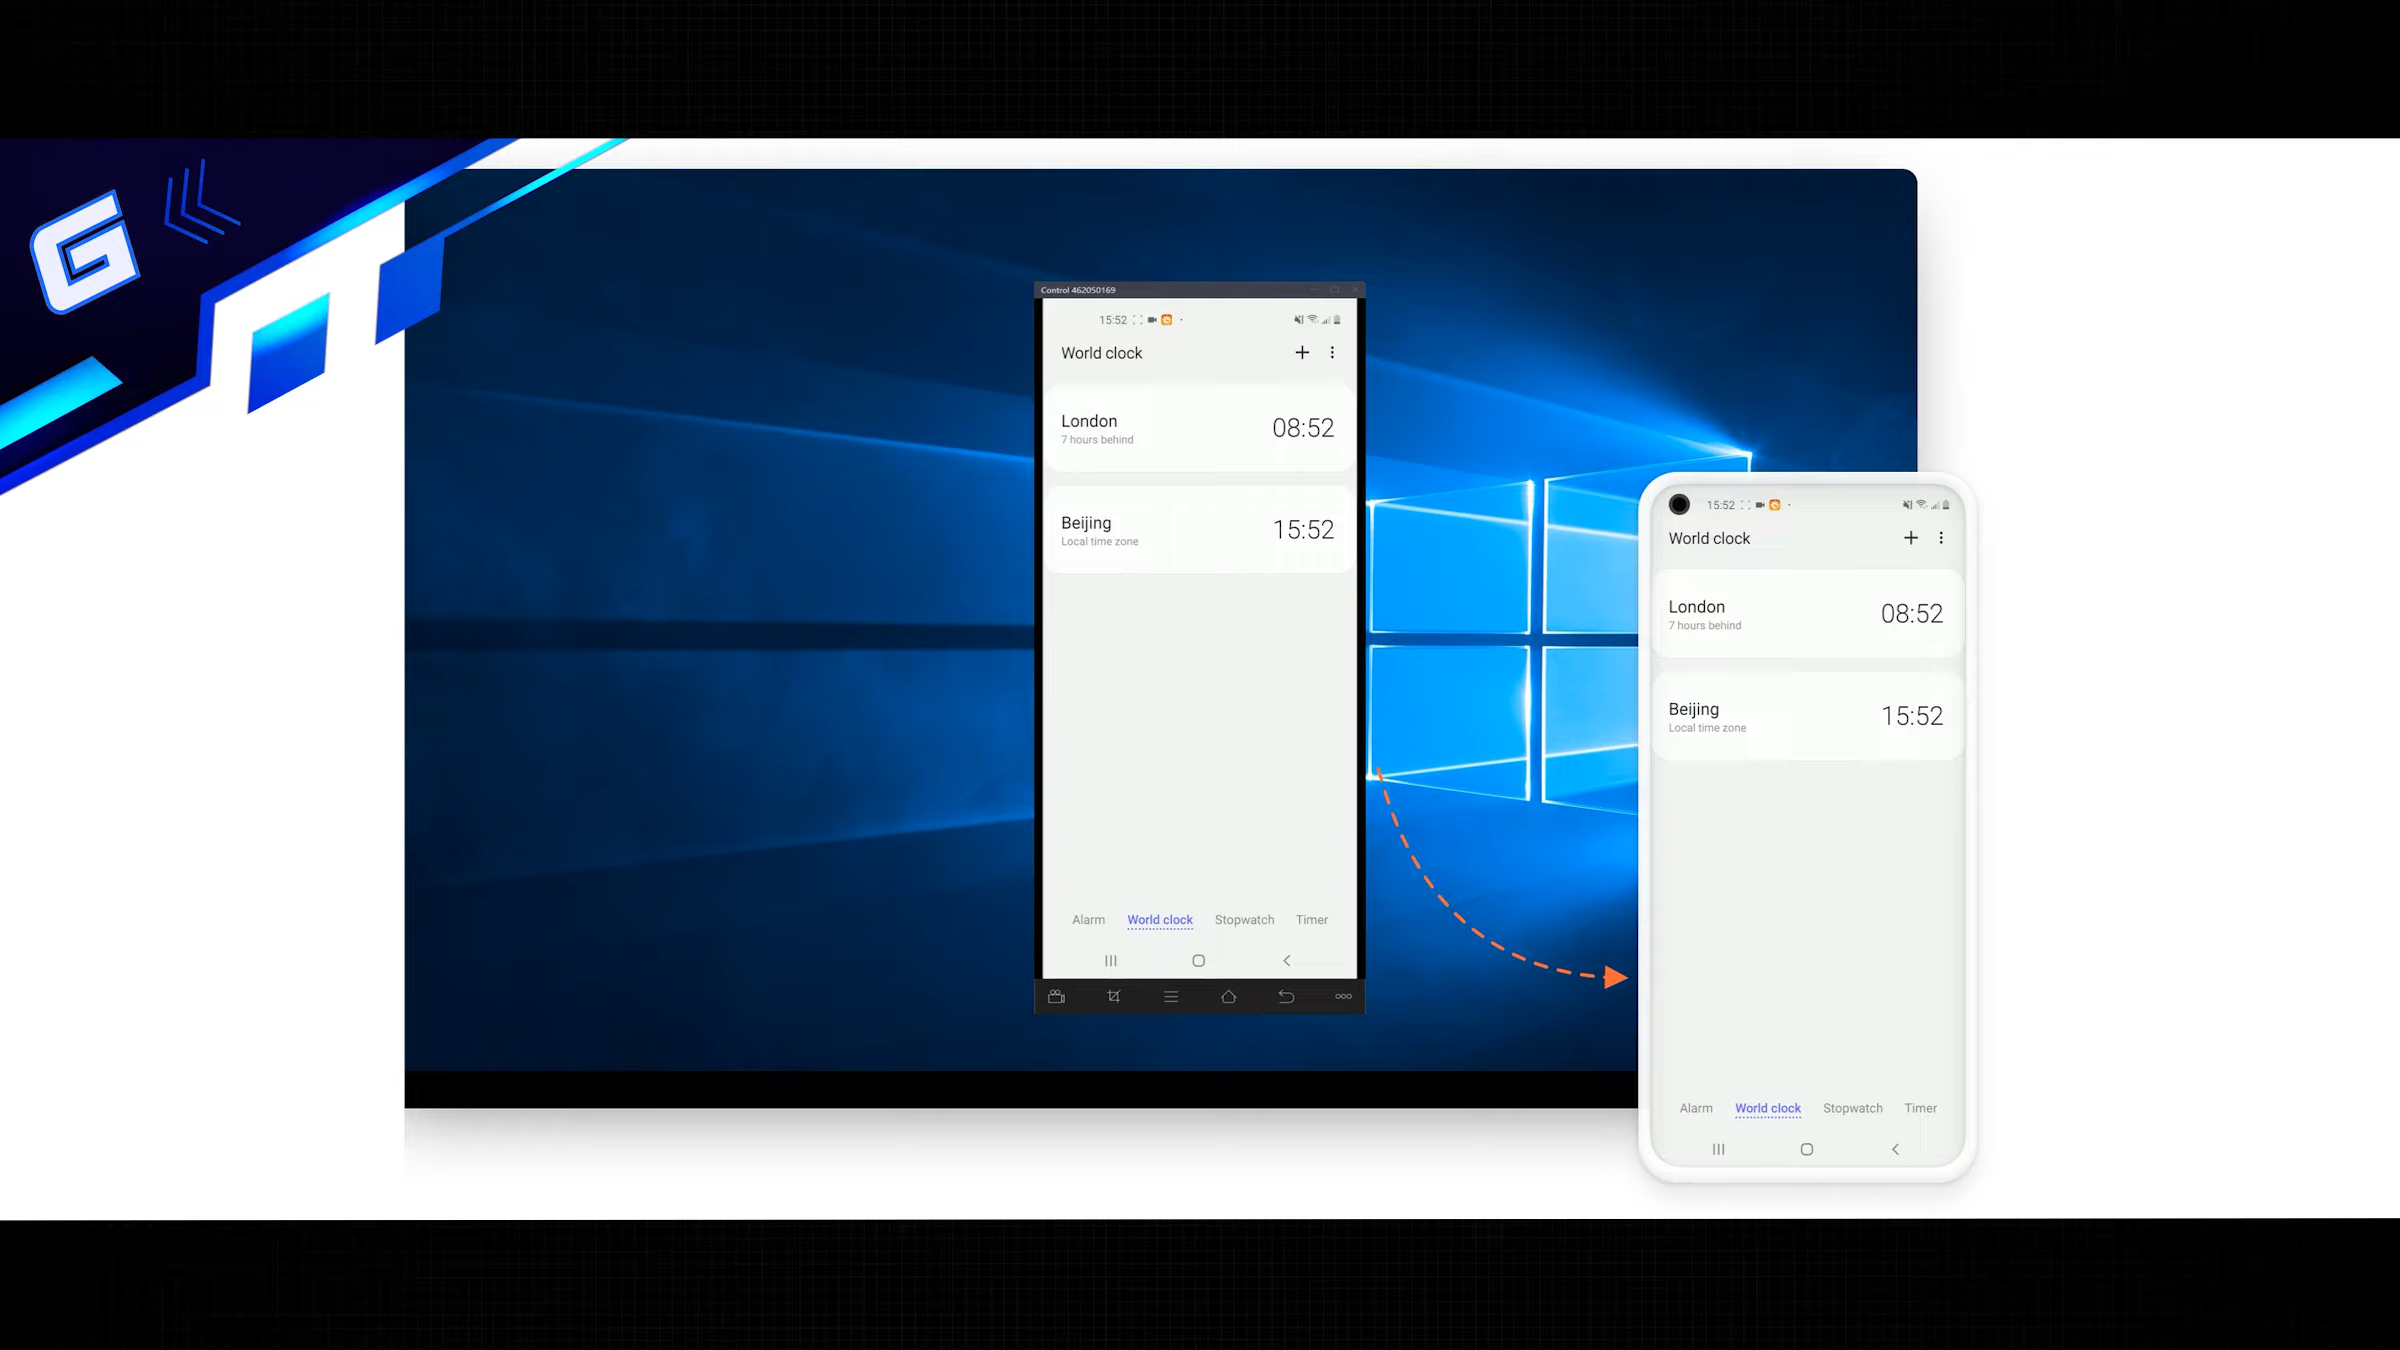 G
Control 462050169
15:52
World clock
London
7 hours behind
08:52
Beijing
Local time zone
15:52
Alarm World clock Stopwatch Timer
15:52
World clock
London
7 hours behind
08:52
Beijing
Local time zone
15:52
Alarm World clock Stopwatch Timer